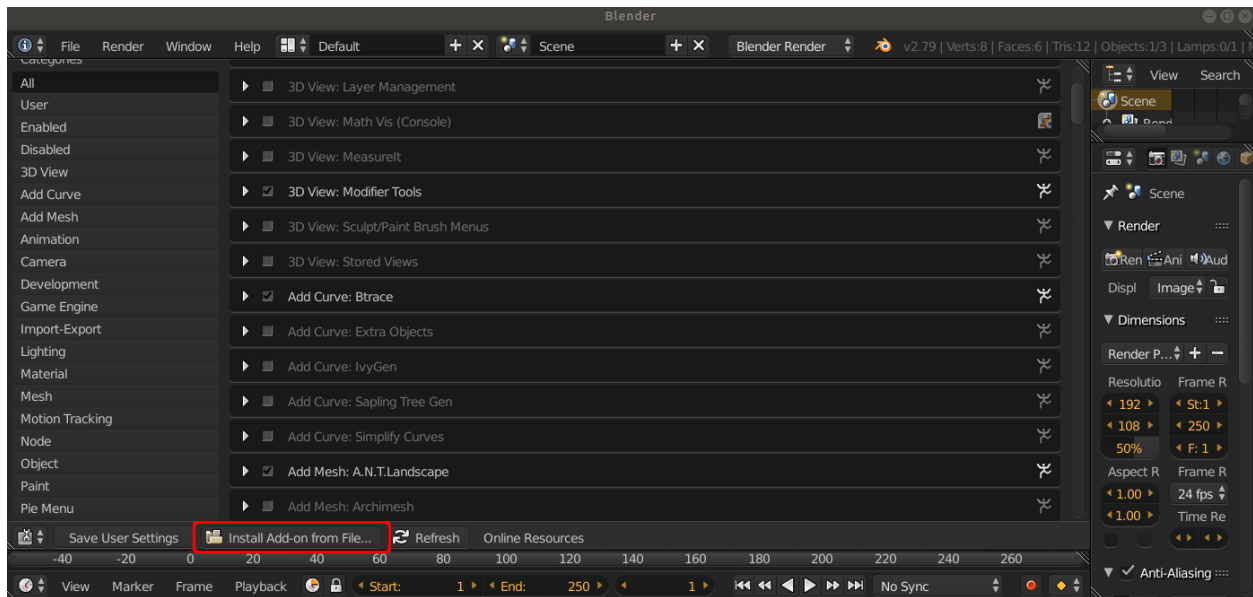 Blender
File Render Window Help Default Scene Blender Render v2.79 | Verts:8 | Faces:6 | Tris:12 | Objects:1/3 | Lamps:0/1 |
Categories
All
User
Enabled
Disabled
3D View
Add Curve
Add Mesh
Animation
Camera
Development
Game Engine
Import-Export
Lighting
Material
Mesh
Motion Tracking
Node
Object
Paint
Pie Menu
3D View: Layer Management
3D View: Math Vis (Console)
3D View: MeasureIt
3D View: Modifier Tools
3D View: Sculpt/Paint Brush Menus
3D View: Stored Views
Add Curve: Btrace
Add Curve: Extra Objects
Add Curve: IvyGen
Add Curve: Sapling Tree Gen
Add Curve: Simplify Curves
Add Mesh: A.N.T.Landscape
Add Mesh: Archimesh
View Search
Scene
Scene
Render
Ren Ani Aud
Displ Image
Dimensions
Render P...
Resolutio Frame R
192 St:1
108 250
50% F: 1
Aspect R Frame R
1.00 24 fps
1.00 Time Re
Anti-Aliasing
Save User Settings Install Add-on from File... Refresh Online Resources
-40 -20 0 20 40 60 80 100 120 140 160 180 200 220 240 260
View Marker Frame Playback Start: 1 End: 250 1 No Sync